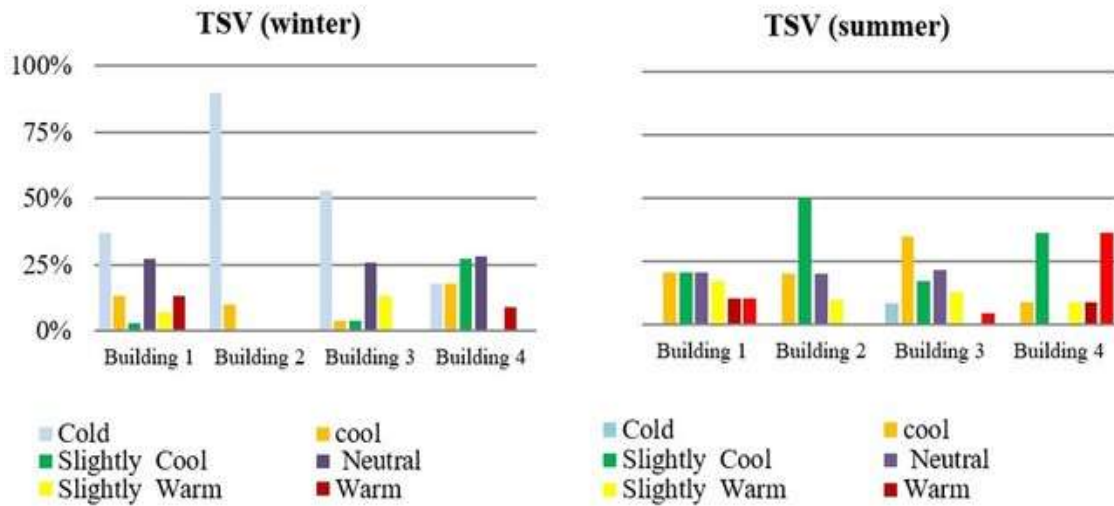 TSV (winter)
100%
75%
50%
25%
0%
Building 1 Building 2 Building 3 Building 4
Cold cool
Slightly Cool Neutral
Slightly Warm Warm
TSV (summer)
Building 1 Building 2 Building 3 Building 4
Cold cool
Slightly Cool Neutral
Slightly Warm Warm